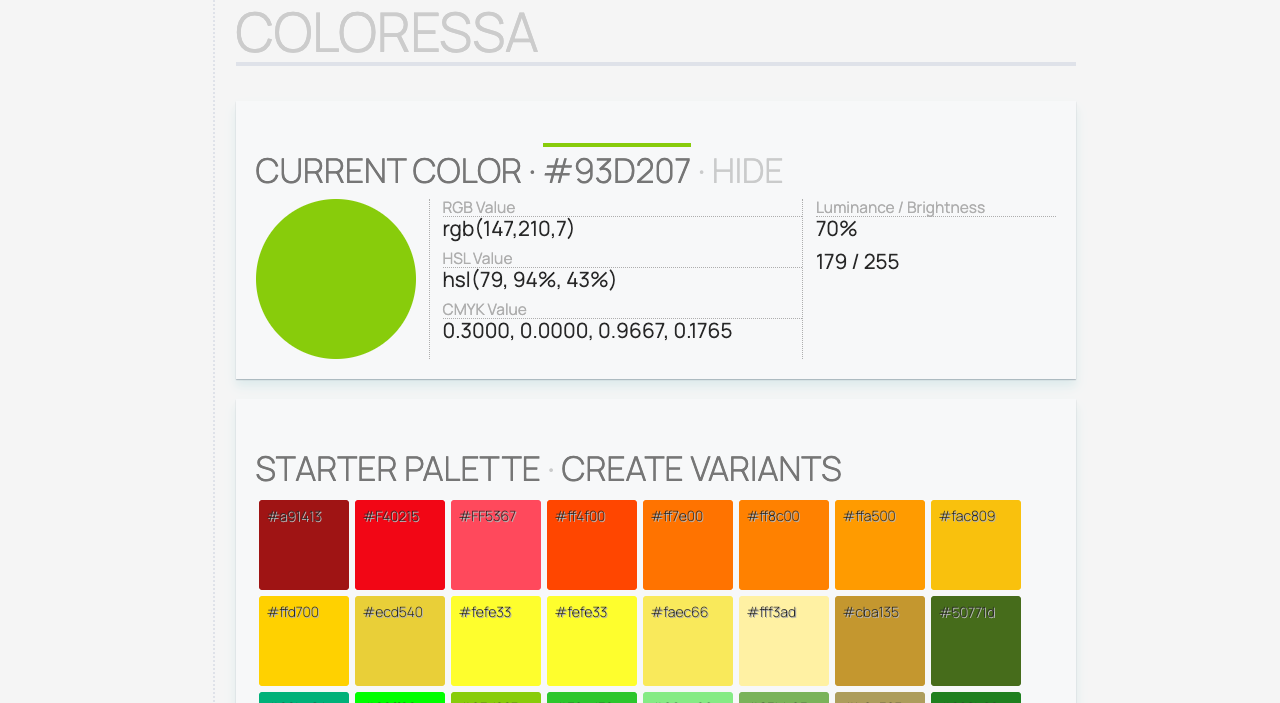 COLORESSA
CURRENT COLOR · #93D207 · HIDE
RGB Value
rgb(147,210,7)
HSL Value
hsl(79, 94%, 43%)
CMYK Value
0.3000, 0.0000, 0.9667, 0.1765
Luminance / Brightness
70%
179 / 255
STARTER PALETTE · CREATE VARIANTS
#a91413 #F40215 #FF5367 #ff4f00 #ff7e00 #ff8c00 #ffa500 #fac809
#ffd700 #ecd540 #fefe33 #fefe33 #faec66 #fff3ad #cba135 #50771d